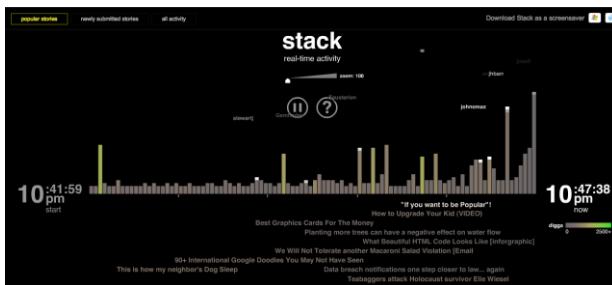 popular stories newly submitted stories all activity Download Stack as a screensaver
stack
real-time activity
zoom: 100
jhbarr
Equaterian
johnomaz
stewartj
10 :41:59 pm start
10 :47:38 pm now
"If you want to be Popular"!
How to Upgrade Your Kid (VIDEO)
Best Graphics Cards For The Money
diggs
0 2500+
Planting more trees can have a negative effect on water flow
What Beautiful HTML Code Looks Like [Infographic]
We Will Not Tolerate another Macaroni Salad Violation [Email
90+ International Google Doodles You May Not Have Seen
This is how my neighbor's Dog Sleep
Data breach notifications one step closer to law... again
Teabaggers attack Holocaust survivor Elie Wiesel